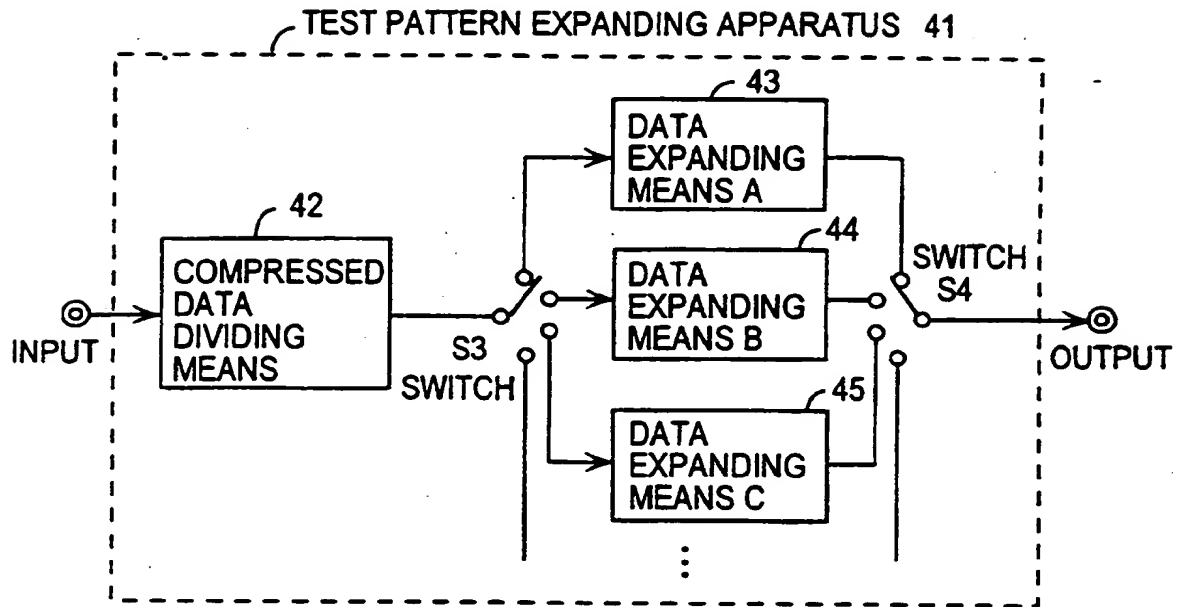 TEST PATTERN EXPANDING APPARATUS 41
43
DATA
EXPANDING
MEANS A
42
COMPRESSED
DATA
DIVIDING
MEANS
44
DATA
EXPANDING
MEANS B
SWITCH
S4
INPUT
S3
SWITCH
OUTPUT
45
DATA
EXPANDING
MEANS C